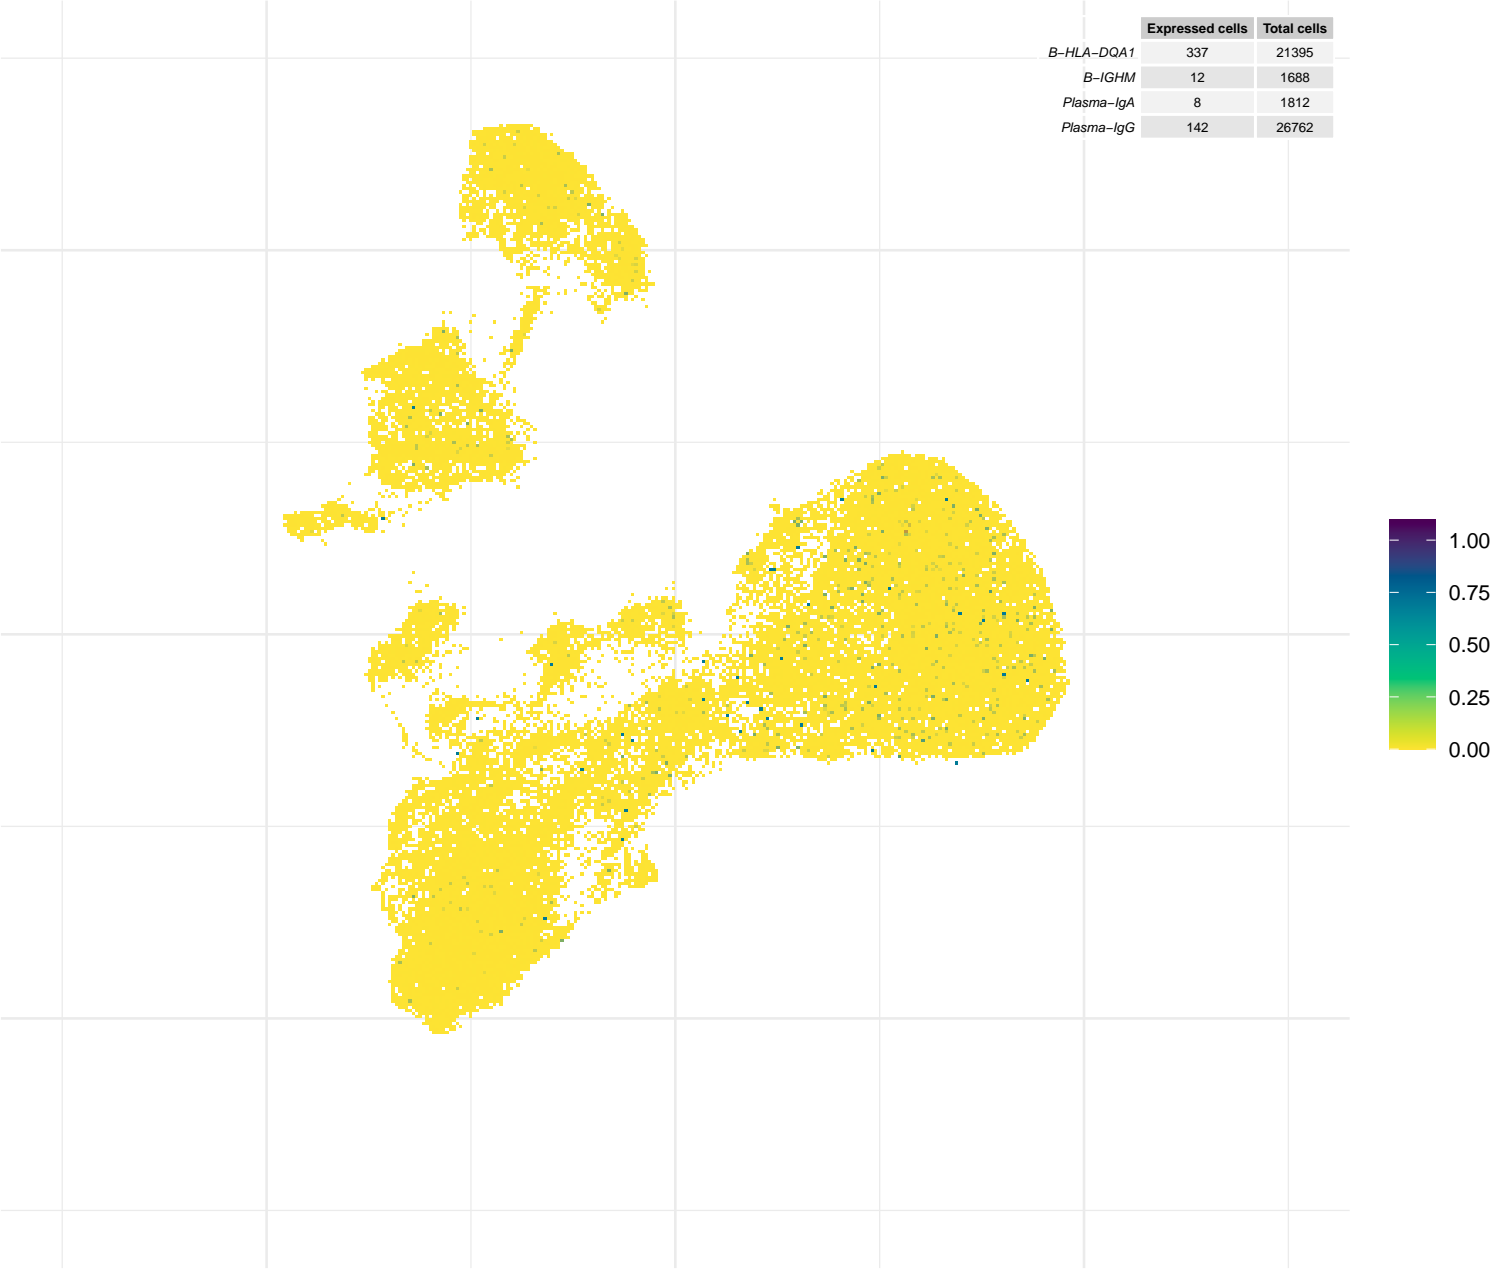 Expressed cells Total cells
B−HLA−DQA1 337 21395
B−IGHM 12 1688
Plasma−IgA 8 1812
Plasma−IgG 142 26762
1.00
0.75
0.50
0.25
0.00